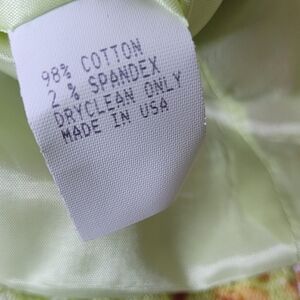 98% COTTON
2 % SPANDEX
DRYCLEAN ONLY
MADE IN USA